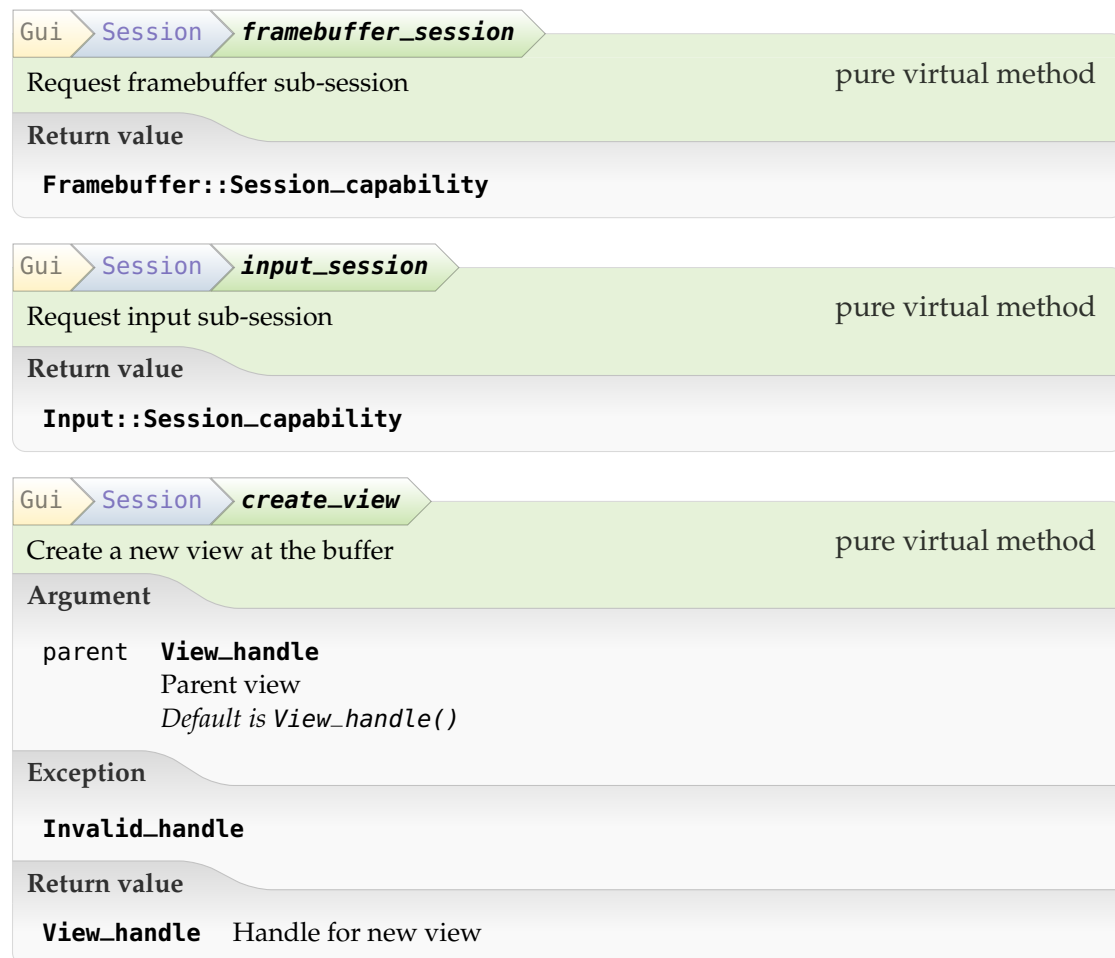 Gui Session framebuffer_session
Request framebuffer sub-session pure virtual method
Return value
Framebuffer::Session_capability
Gui Session input_session
Request input sub-session pure virtual method
Return value
Input::Session_capability
Gui Session create_view
Create a new view at the buffer pure virtual method
Argument
parent View_handle
Parent view
Default is View_handle()
Exception
Invalid_handle
Return value
View_handle Handle for new view